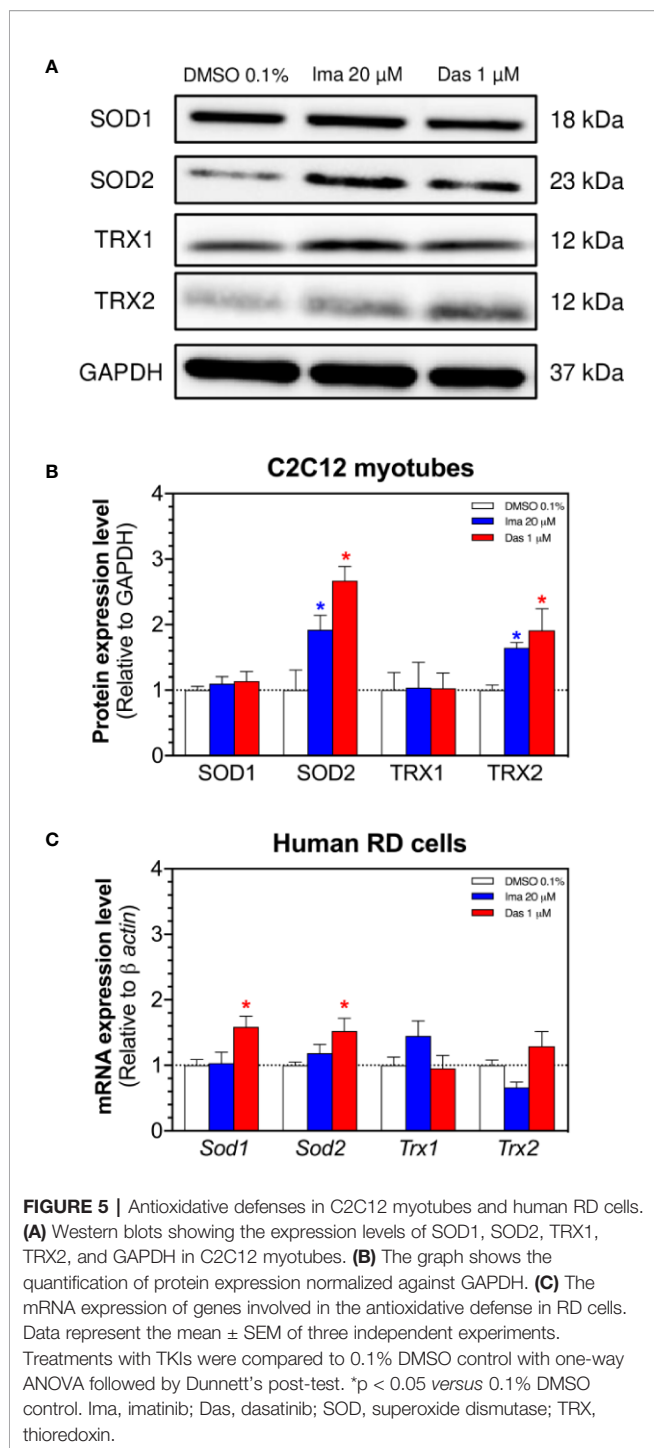 A
DMSO 0.1% Ima 20 μM Das 1 μM
SOD1 18 kDa
SOD2 23 kDa
TRX1 12 kDa
TRX2 12 kDa
GAPDH 37 kDa
B
C2C12 myotubes
Protein expression level
(Relative to GAPDH)
4
3
2
1
0
DMSO 0.1%
Ima 20 μM
Das 1 μM
* * * *
SOD1 SOD2 TRX1 TRX2
C
Human RD cells
mRNA expression level
(Relative to β actin)
4
3
2
1
0
DMSO 0.1%
Ima 20 μM
Das 1 μM
* *
Sod1 Sod2 Trx1 Trx2
FIGURE 5 | Antioxidative defenses in C2C12 myotubes and human RD cells.
(A) Western blots showing the expression levels of SOD1, SOD2, TRX1,
TRX2, and GAPDH in C2C12 myotubes. (B) The graph shows the
quantification of protein expression normalized against GAPDH. (C) The
mRNA expression of genes involved in the antioxidative defense in RD cells.
Data represent the mean ± SEM of three independent experiments.
Treatments with TKIs were compared to 0.1% DMSO control with one-way
ANOVA followed by Dunnett's post-test. *p < 0.05 versus 0.1% DMSO
control. Ima, imatinib; Das, dasatinib; SOD, superoxide dismutase; TRX,
thioredoxin.